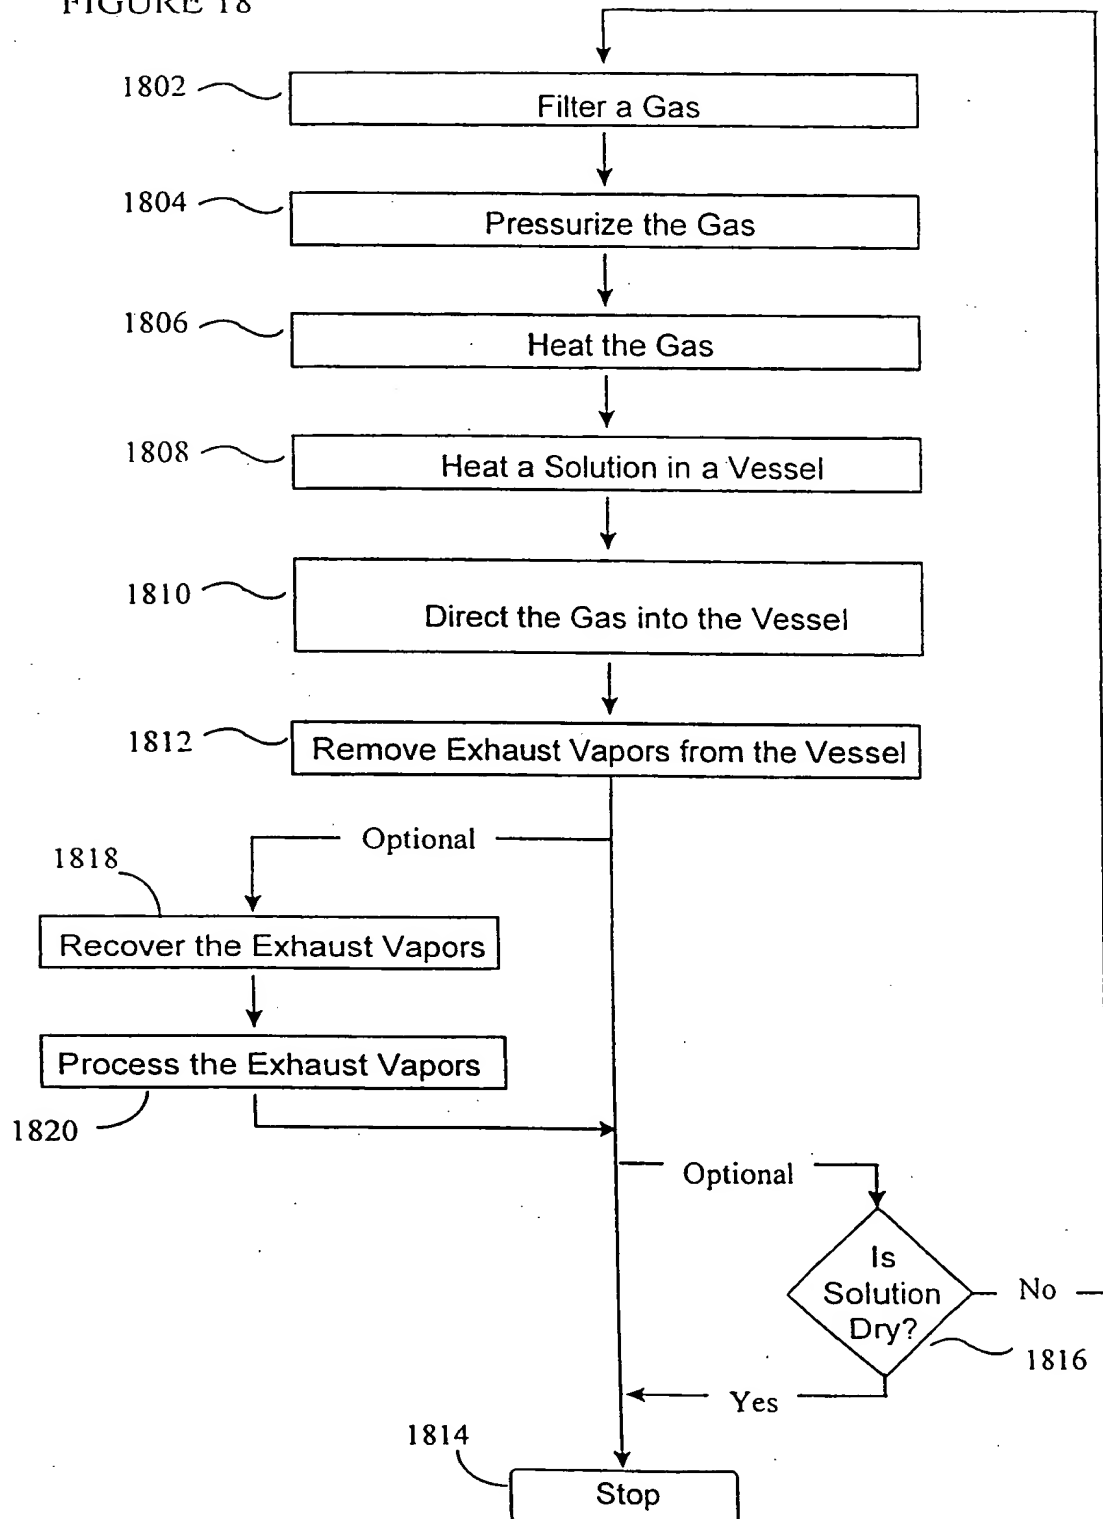 FIGURE 18
1802
Filter a Gas
1804
Pressurize the Gas
1806
Heat the Gas
1808
Heat a Solution in a Vessel
1810
Direct the Gas into the Vessel
1812
Remove Exhaust Vapors from the Vessel
Optional
1818
Recover the Exhaust Vapors
Process the Exhaust Vapors
1820
Optional
Is
Solution
Dry?
No
1816
Yes
1814
Stop